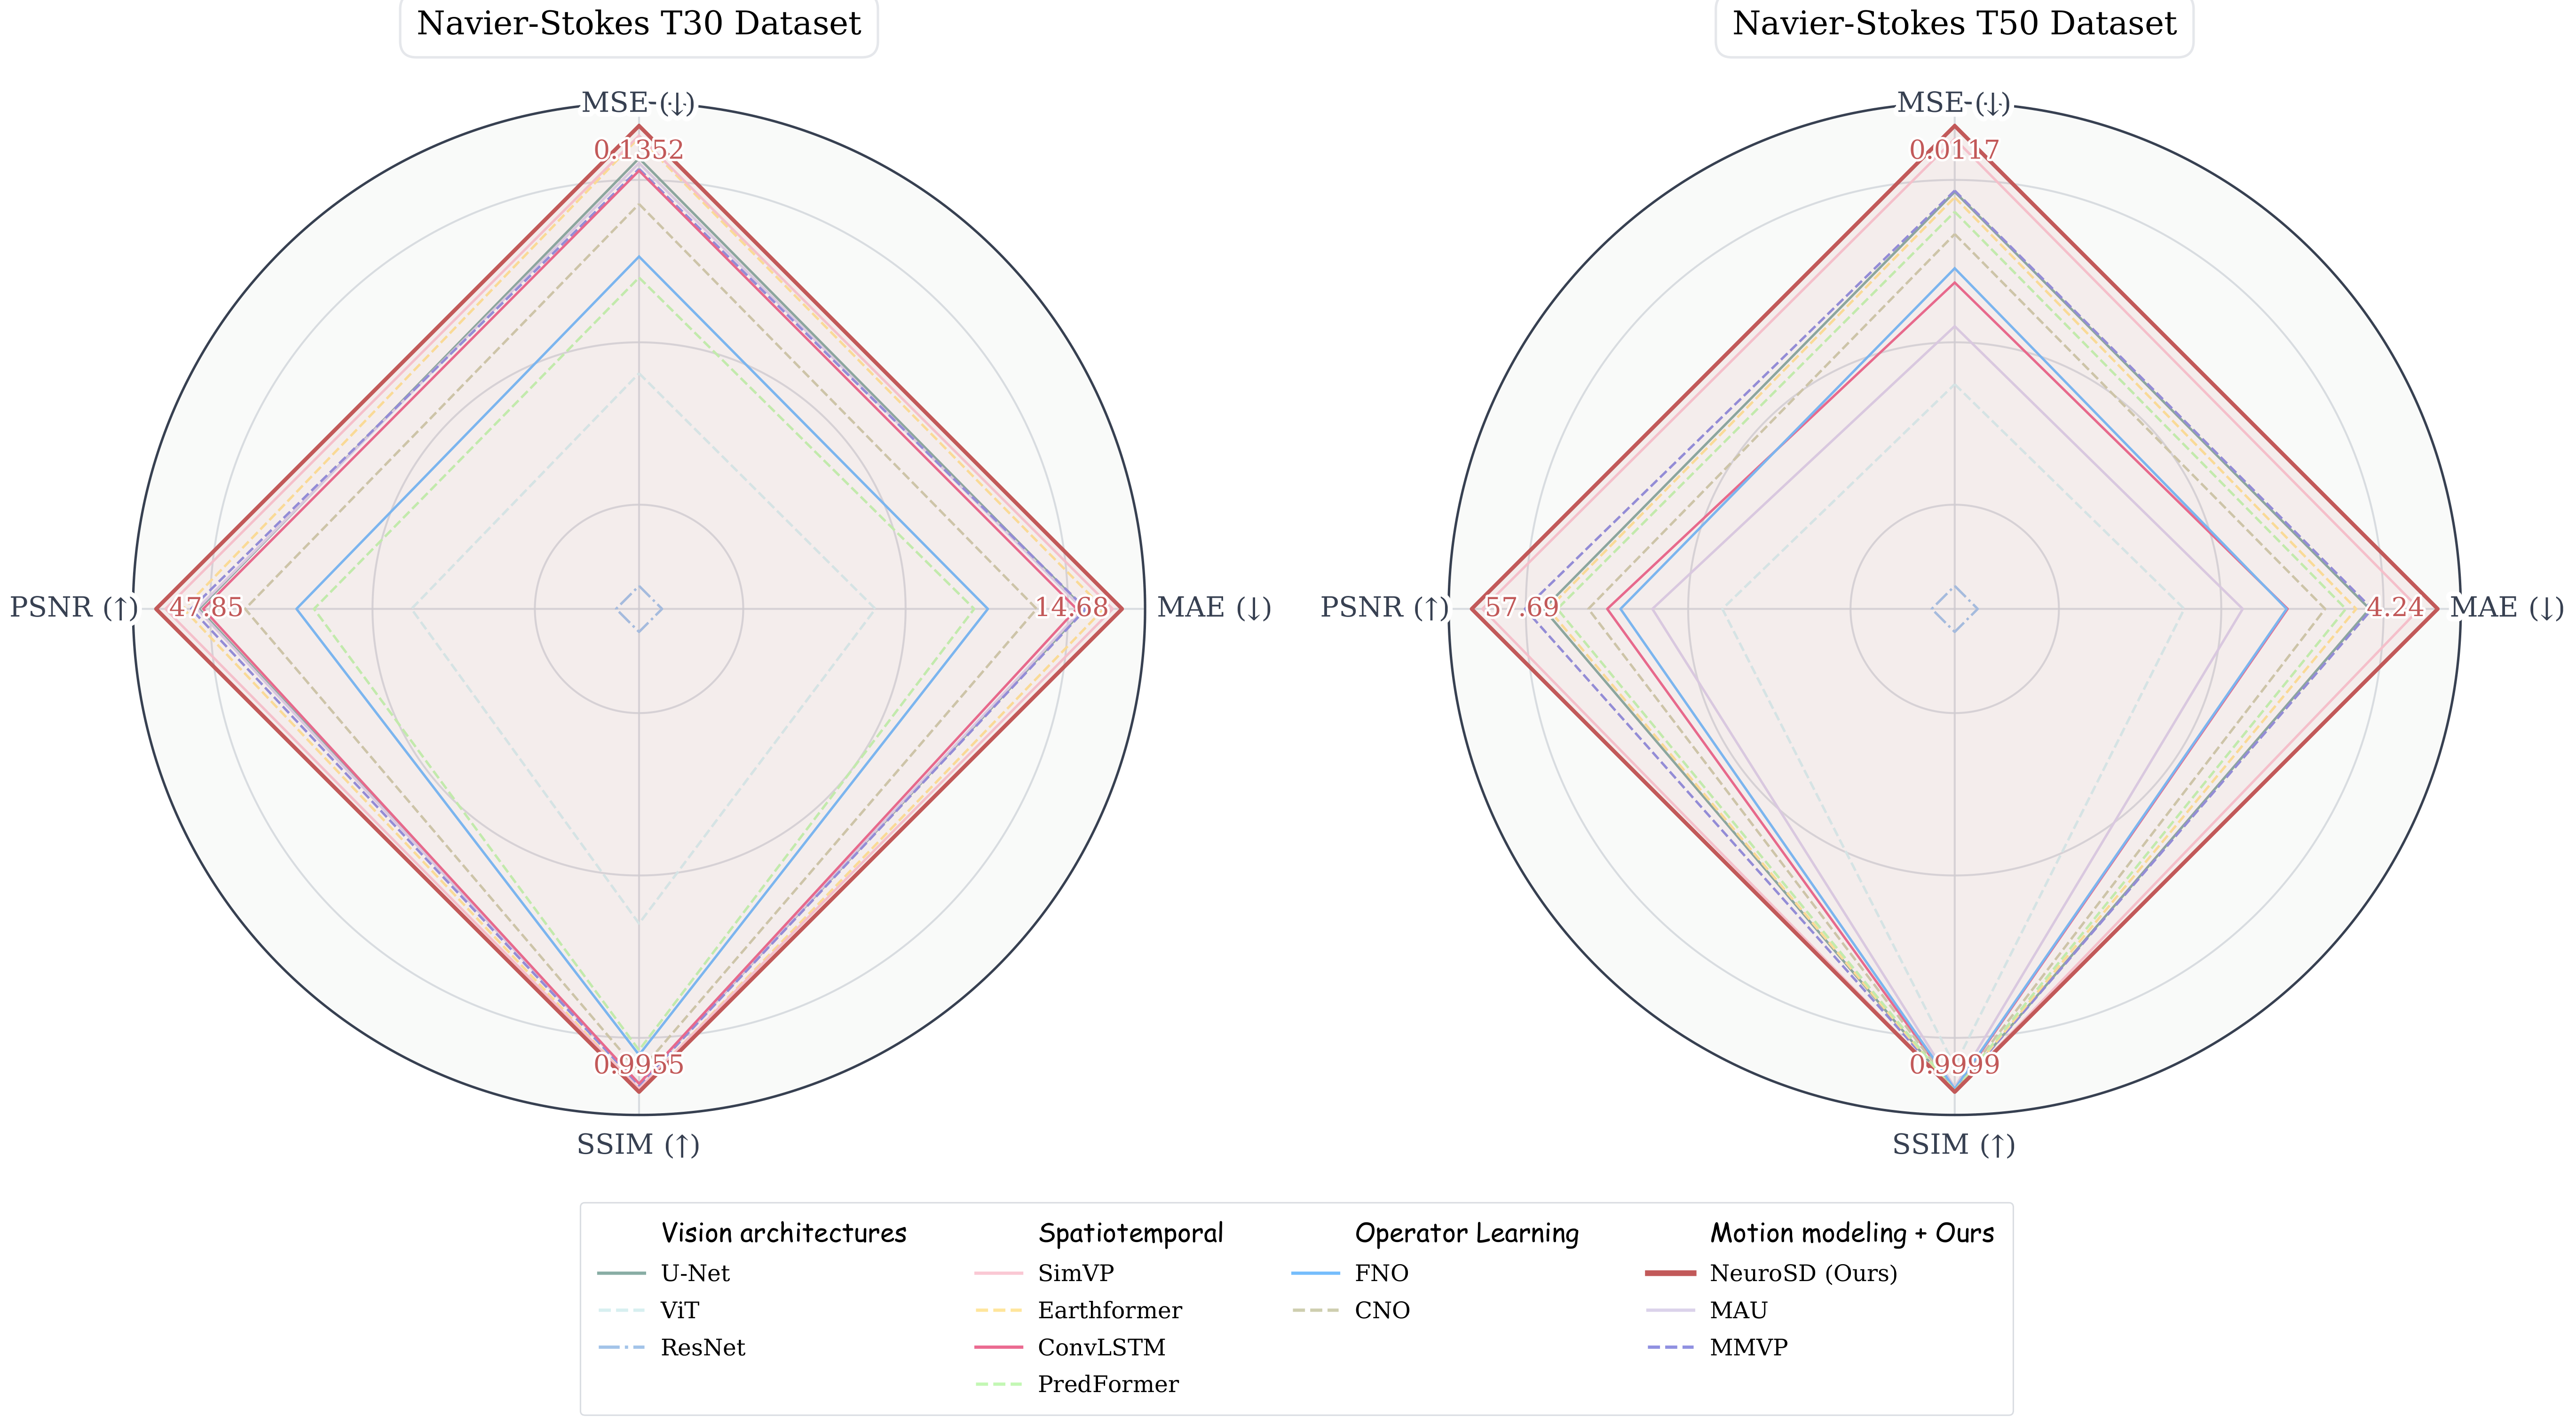 Navier-Stokes T30 Dataset
MSE (↓)
0.1352
PSNR (↑)
47.85
14.68
MAE (↓)
0.9955
SSIM (↑)
Navier-Stokes T50 Dataset
MSE (↓)
0.0117
PSNR (↑)
57.69
4.24
MAE (↓)
0.9999
SSIM (↑)
Vision architectures
U-Net
ViT
ResNet
Spatiotemporal
SimVP
Earthformer
ConvLSTM
PredFormer
Operator Learning
FNO
CNO
Motion modeling + Ours
NeuroSD (Ours)
MAU
MMVP